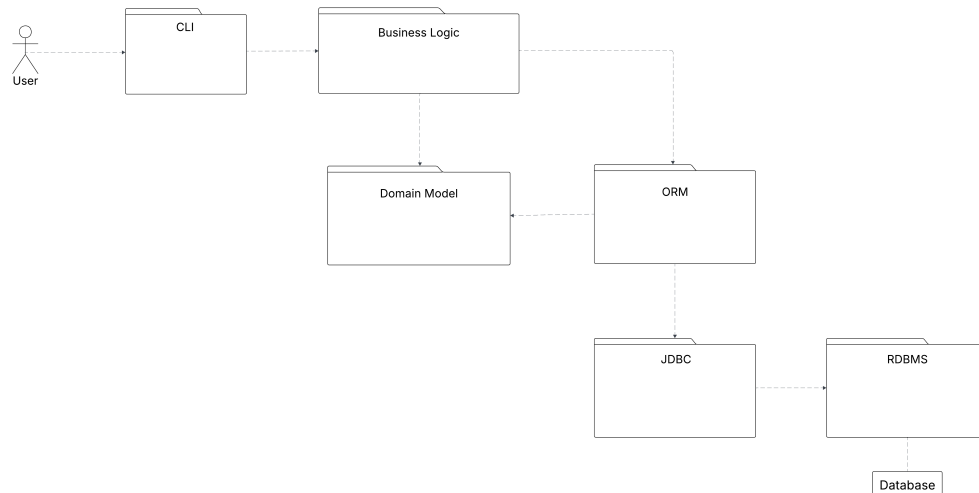 CLI
Business Logic
User
Domain Model
ORM
JDBC
RDBMS
Database